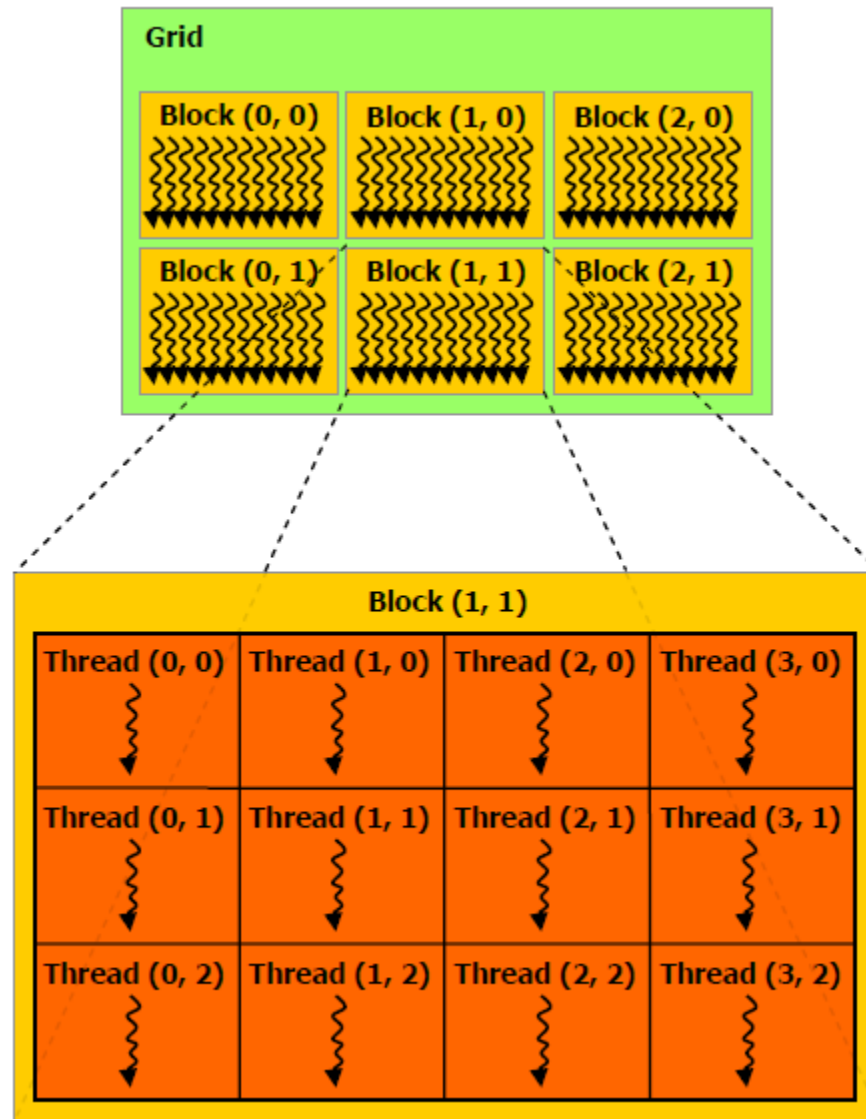 Grid
Block (0, 0) Block (1, 0) Block (2, 0)
Block (0, 1) Block (1, 1) Block (2, 1)
Block (1, 1)
Thread (0, 0) Thread (1, 0) Thread (2, 0) Thread (3, 0)
Thread (0, 1) Thread (1, 1) Thread (2, 1) Thread (3, 1)
Thread (0, 2) Thread (1, 2) Thread (2, 2) Thread (3, 2)